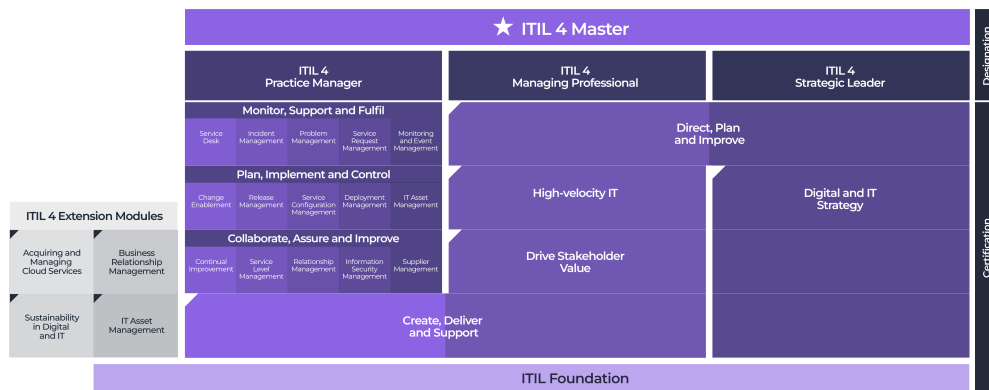 ITIL 4 Master
ITIL 4
Practice Manager
ITIL 4
Managing Professional
ITIL 4
Strategic Leader
Designation
Monitor, Support and Fulfil
Service
Desk
Incident
Management
Problem
Management
Service
Request
Management
Monitoring
and Event
Management
Direct, Plan
and Improve
Plan, Implement and Control
Change
Enablement
Release
Management
Service
Configuration
Management
Deployment
Management
IT Asset
Management
High-velocity IT
Digital and IT
Strategy
Certification
ITIL 4 Extension Modules
Acquiring and
Managing
Cloud Services
Business
Relationship
Management
Sustainability
in Digital
and IT
IT Asset
Management
Collaborate, Assure and Improve
Continual
Improvement
Service
Level
Management
Relationship
Management
Information
Security
Management
Supplier
Management
Drive Stakeholder
Value
Create, Deliver
and Support
ITIL Foundation